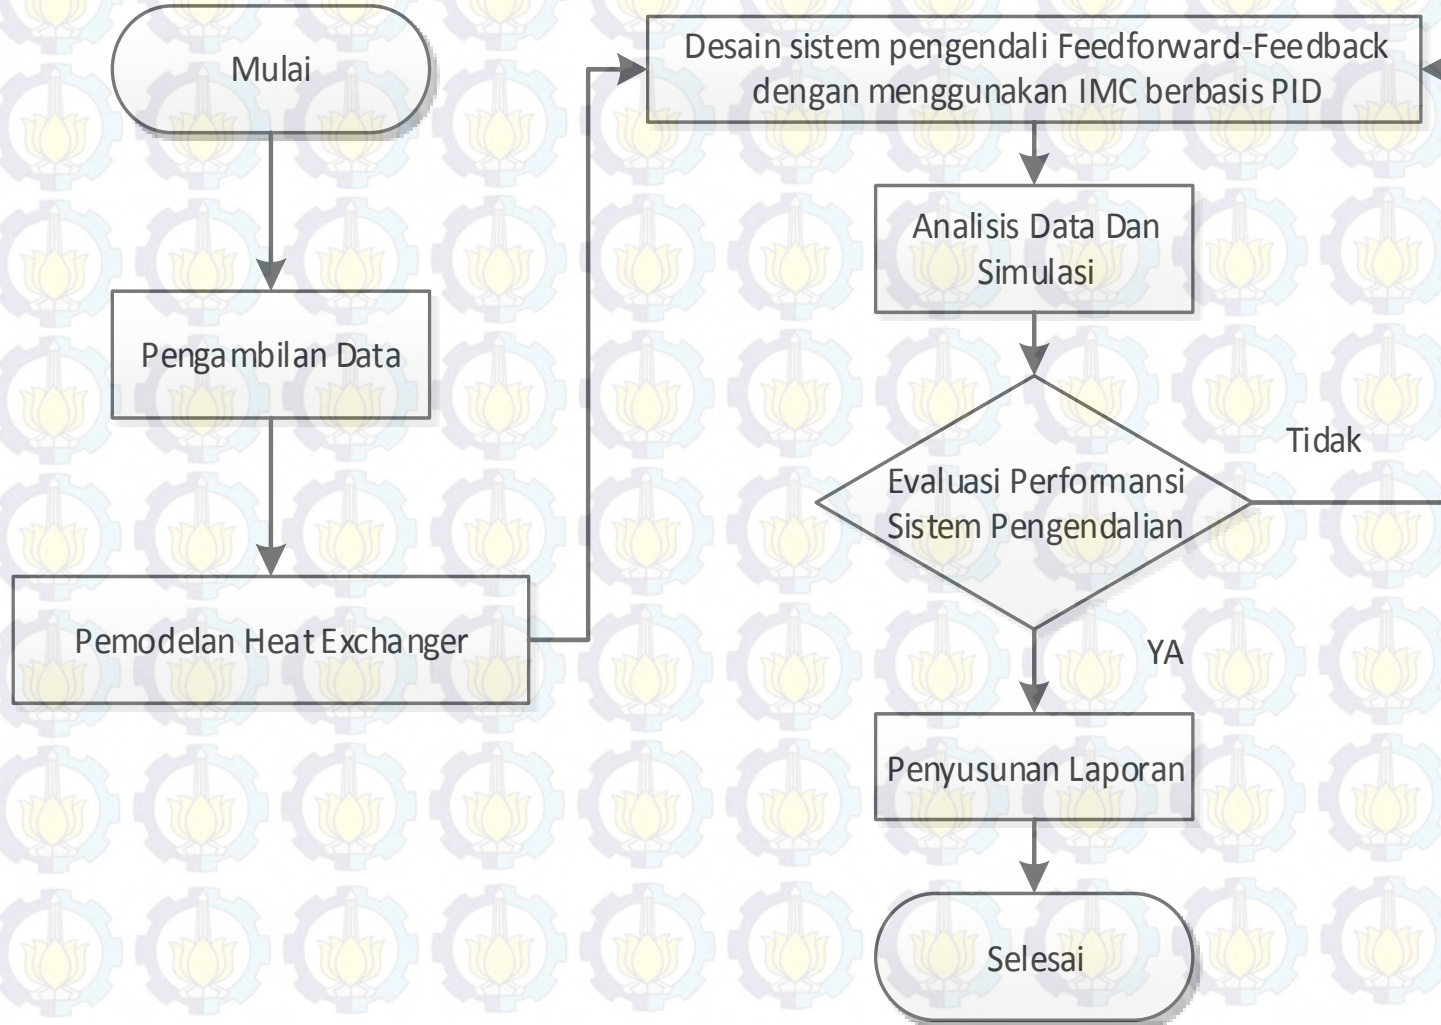 Mulai
Pengambilan Data
Pemodelan Heat Exchanger
Desain sistem pengendali Feedforward-Feedback
dengan menggunakan IMC berbasis PID
Analisis Data Dan
Simulasi
Evaluasi Performansi
Sistem Pengendalian
Tidak
YA
Penyusunan Laporan
Selesai